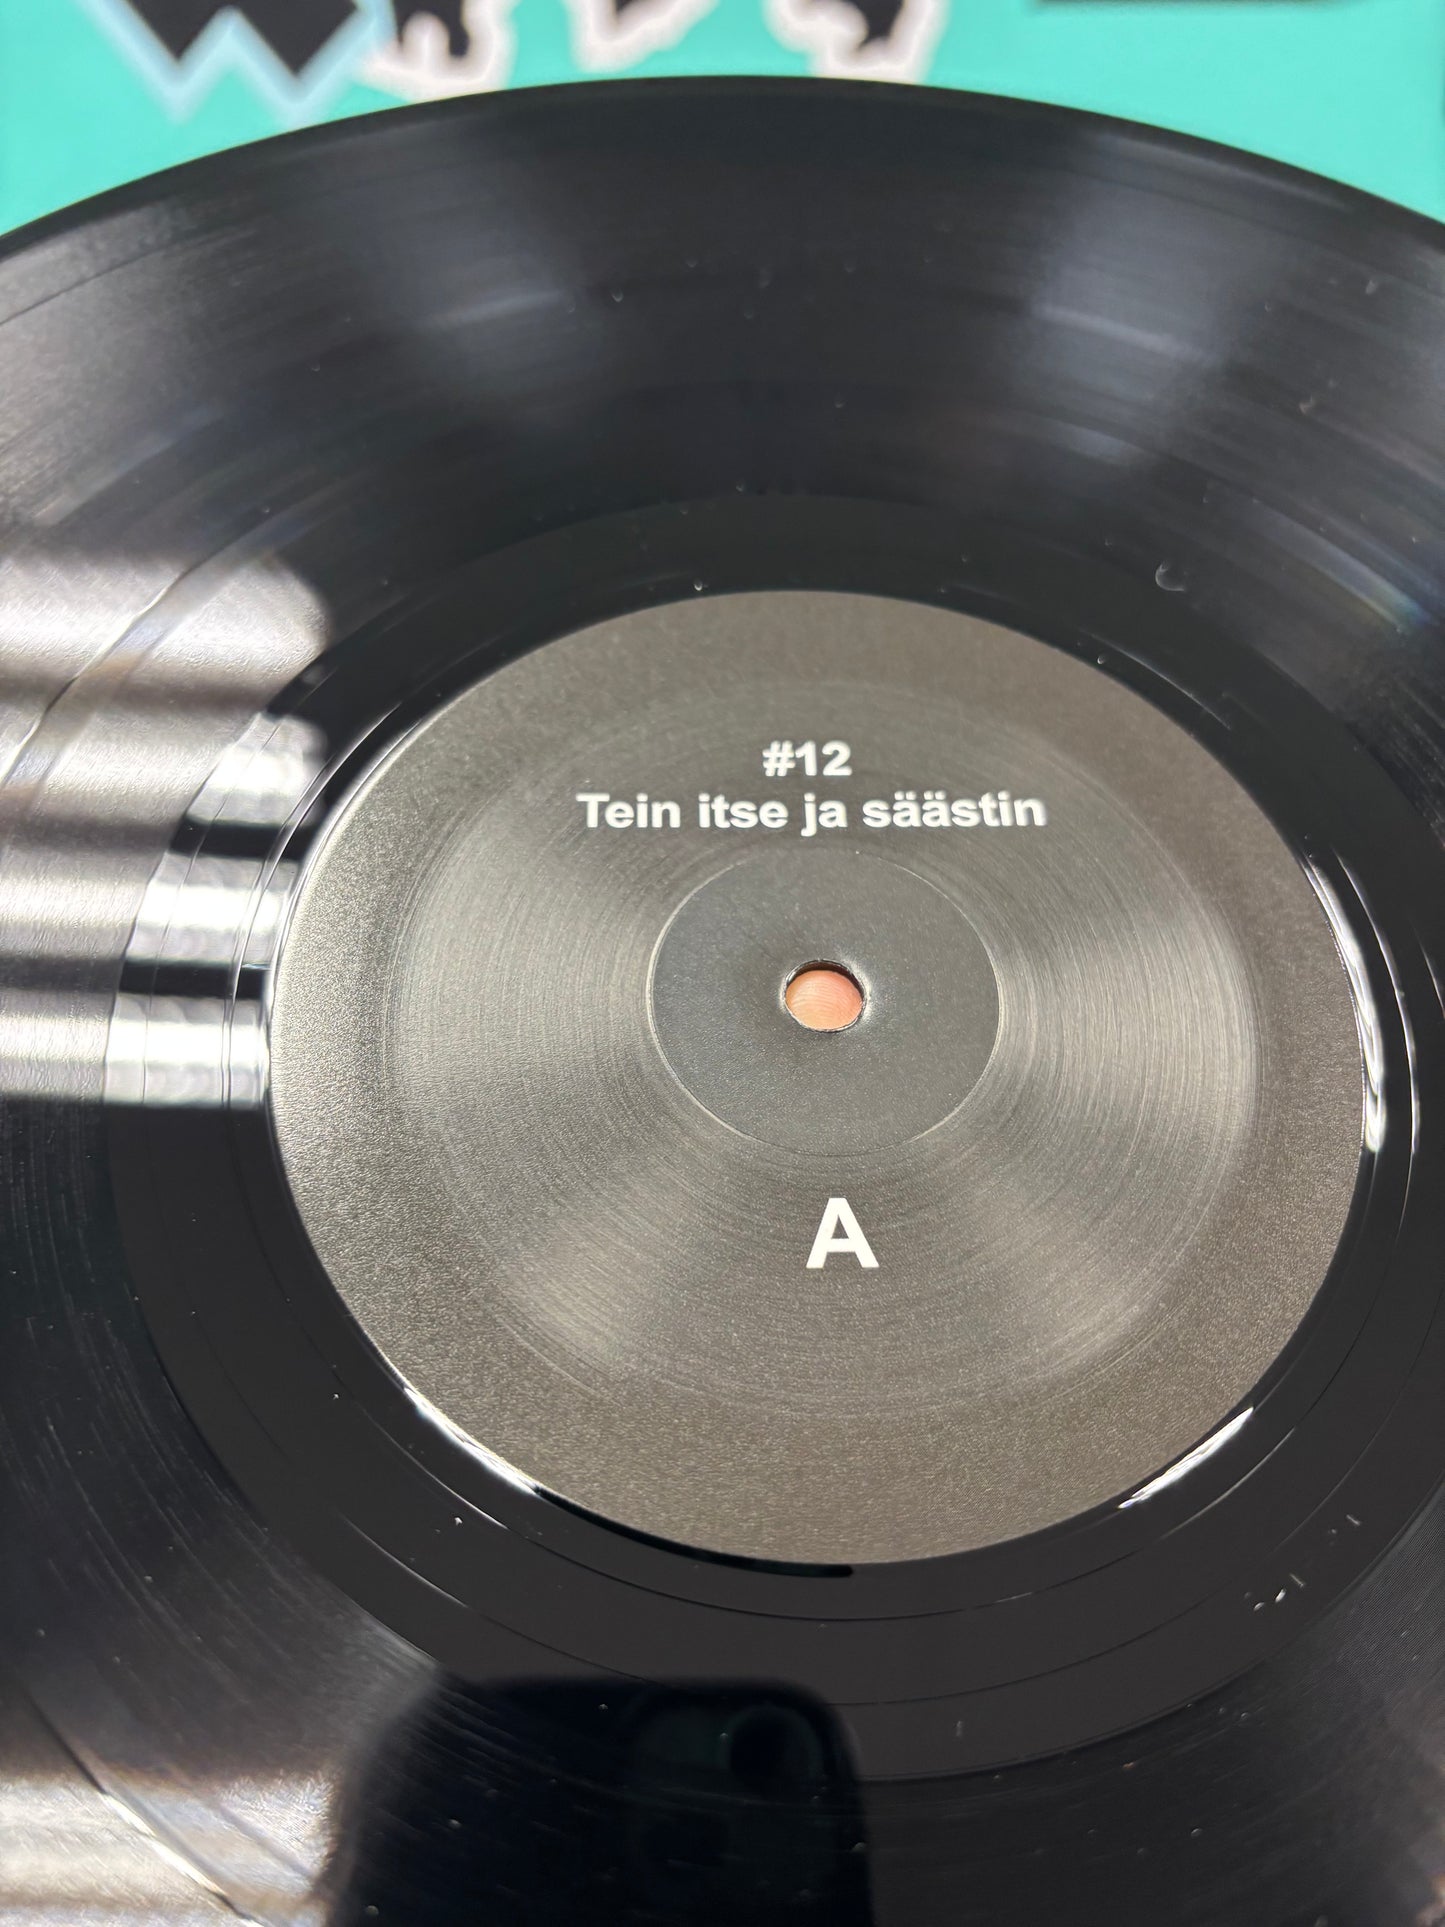 #12
Tein itse ja säästin
A